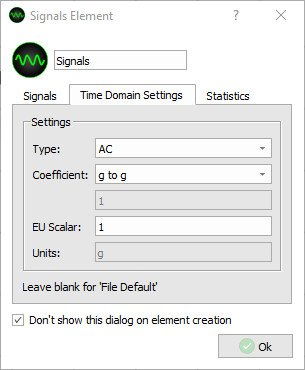 Signals Element
? ×
Signals
Signals Time Domain Settings Statistics
Settings
Type: AC
Coefficient: g to g
1
EU Scalar: 1
Units: g
Leave blank for 'File Default'
Don't show this dialog on element creation
Ok